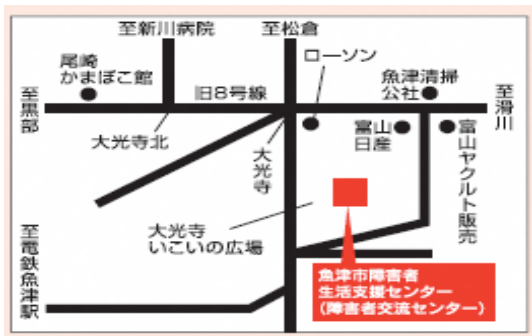 至新川病院
至松倉
尾崎
かまぼこ館
ローソン
魚津清掃
公社
至黒部
旧8号線
至滑川
大光寺北
大光寺
富山
日産
富山ヤクルト販売
大光寺
いこいの広場
至電鉄魚津駅
魚津市障害者
生活支援センター
(障害者交流センター)